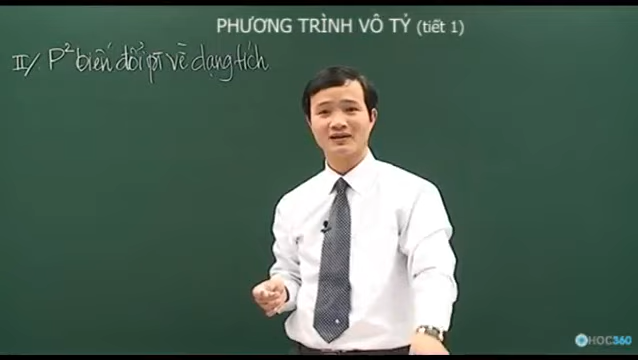 PHƯƠNG TRÌNH VÔ TỶ (tiết 1)
II/ P² biến đổi pt về dạng tích
HOC360